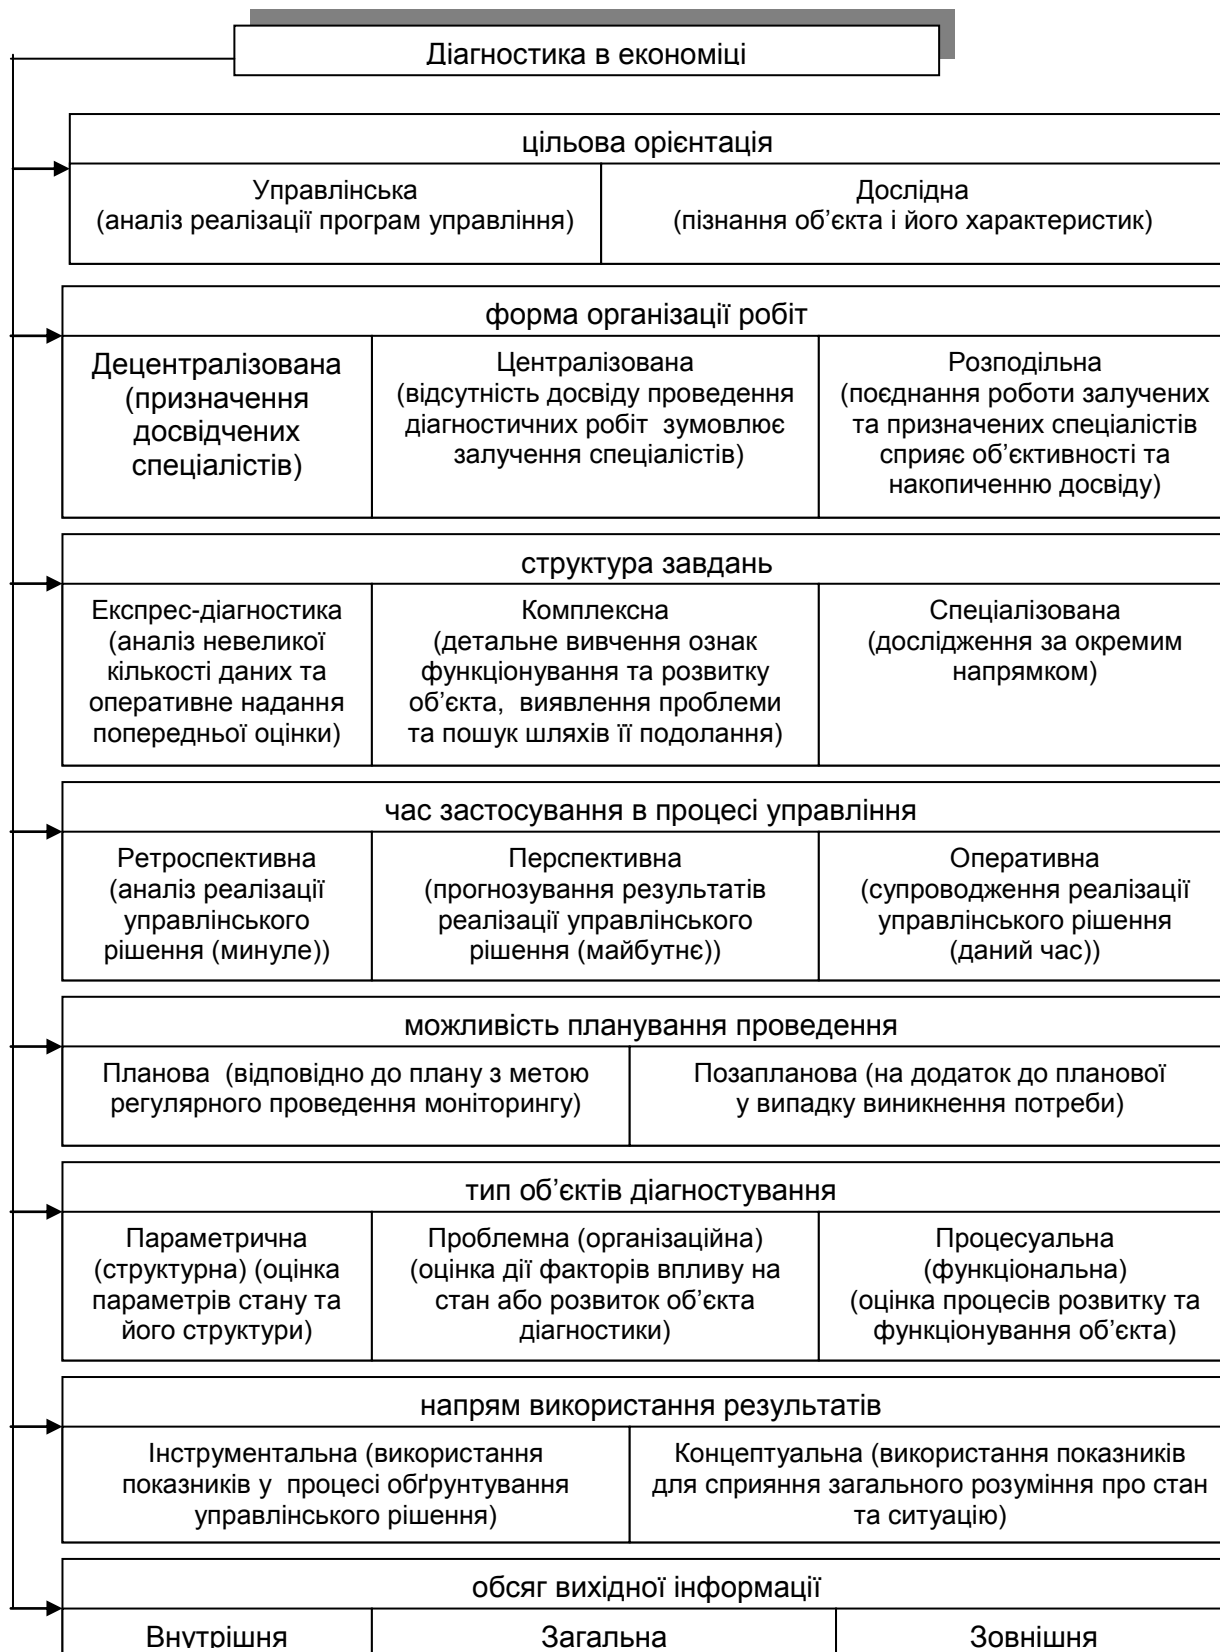 Діагностика в економіці
цільова орієнтація
Управлінська
(аналіз реалізації програм управління)
Дослідна
(пізнання об’єкта і його характеристик)
форма організації робіт
Децентралізована
(призначення
досвідчених
спеціалістів)
Централізована
(відсутність досвіду проведення
діагностичних робіт зумовлює
залучення спеціалістів)
Розподільна
(поєднання роботи залучених
та призначених спеціалістів
сприяє об’єктивності та
накопиченню досвіду)
структура завдань
Експрес-діагностика
(аналіз невеликої
кількості даних та
оперативне надання
попередньої оцінки)
Комплексна
(детальне вивчення ознак
функціонування та розвитку
об’єкта, виявлення проблеми
та пошук шляхів її подолання)
Спеціалізована
(дослідження за окремим
напрямком)
час застосування в процесі управління
Ретроспективна
(аналіз реалізації
управлінського
рішення (минуле))
Перспективна
(прогнозування результатів
реалізації управлінського
рішення (майбутнє))
Оперативна
(супроводження реалізації
управлінського рішення
(даний час))
можливість планування проведення
Планова (відповідно до плану з метою
регулярного проведення моніторингу)
Позапланова (на додаток до планової
у випадку виникнення потреби)
тип об’єктів діагностування
Параметрична
(структурна) (оцінка
параметрів стану та
його структури)
Проблемна (організаційна)
(оцінка дії факторів впливу на
стан або розвиток об’єкта
діагностики)
Процесуальна
(функціональна)
(оцінка процесів розвитку та
функціонування об’єкта)
напрям використання результатів
Інструментальна (використання
показників у процесі обґрунтування
управлінського рішення)
Концептуальна (використання показників
для сприяння загального розуміння про стан
та ситуацію)
обсяг вихідної інформації
Внутрішня
Загальна
Зовнішня